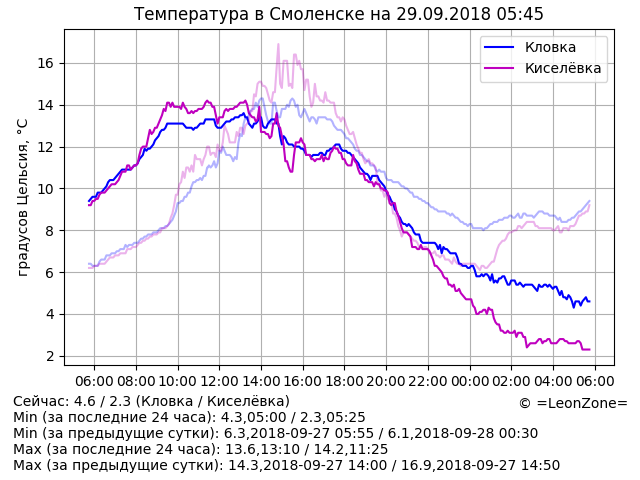 Температура в Смоленске на 29.09.2018 05:45
Кловка
Киселёвка
градусов Цельсия, °C
16
14
12
10
8
6
4
2
06:00 08:00 10:00 12:00 14:00 16:00 18:00 20:00 22:00 00:00 02:00 04:00 06:00
Сейчас: 4.6 / 2.3 (Кловка / Киселёвка)
© =LeonZone=
Min (за последние 24 часа): 4.3,05:00 / 2.3,05:25
Min (за предыдущие сутки): 6.3,2018-09-27 05:55 / 6.1,2018-09-28 00:30
Max (за последние 24 часа): 13.6,13:10 / 14.2,11:25
Max (за предыдущие сутки): 14.3,2018-09-27 14:00 / 16.9,2018-09-27 14:50